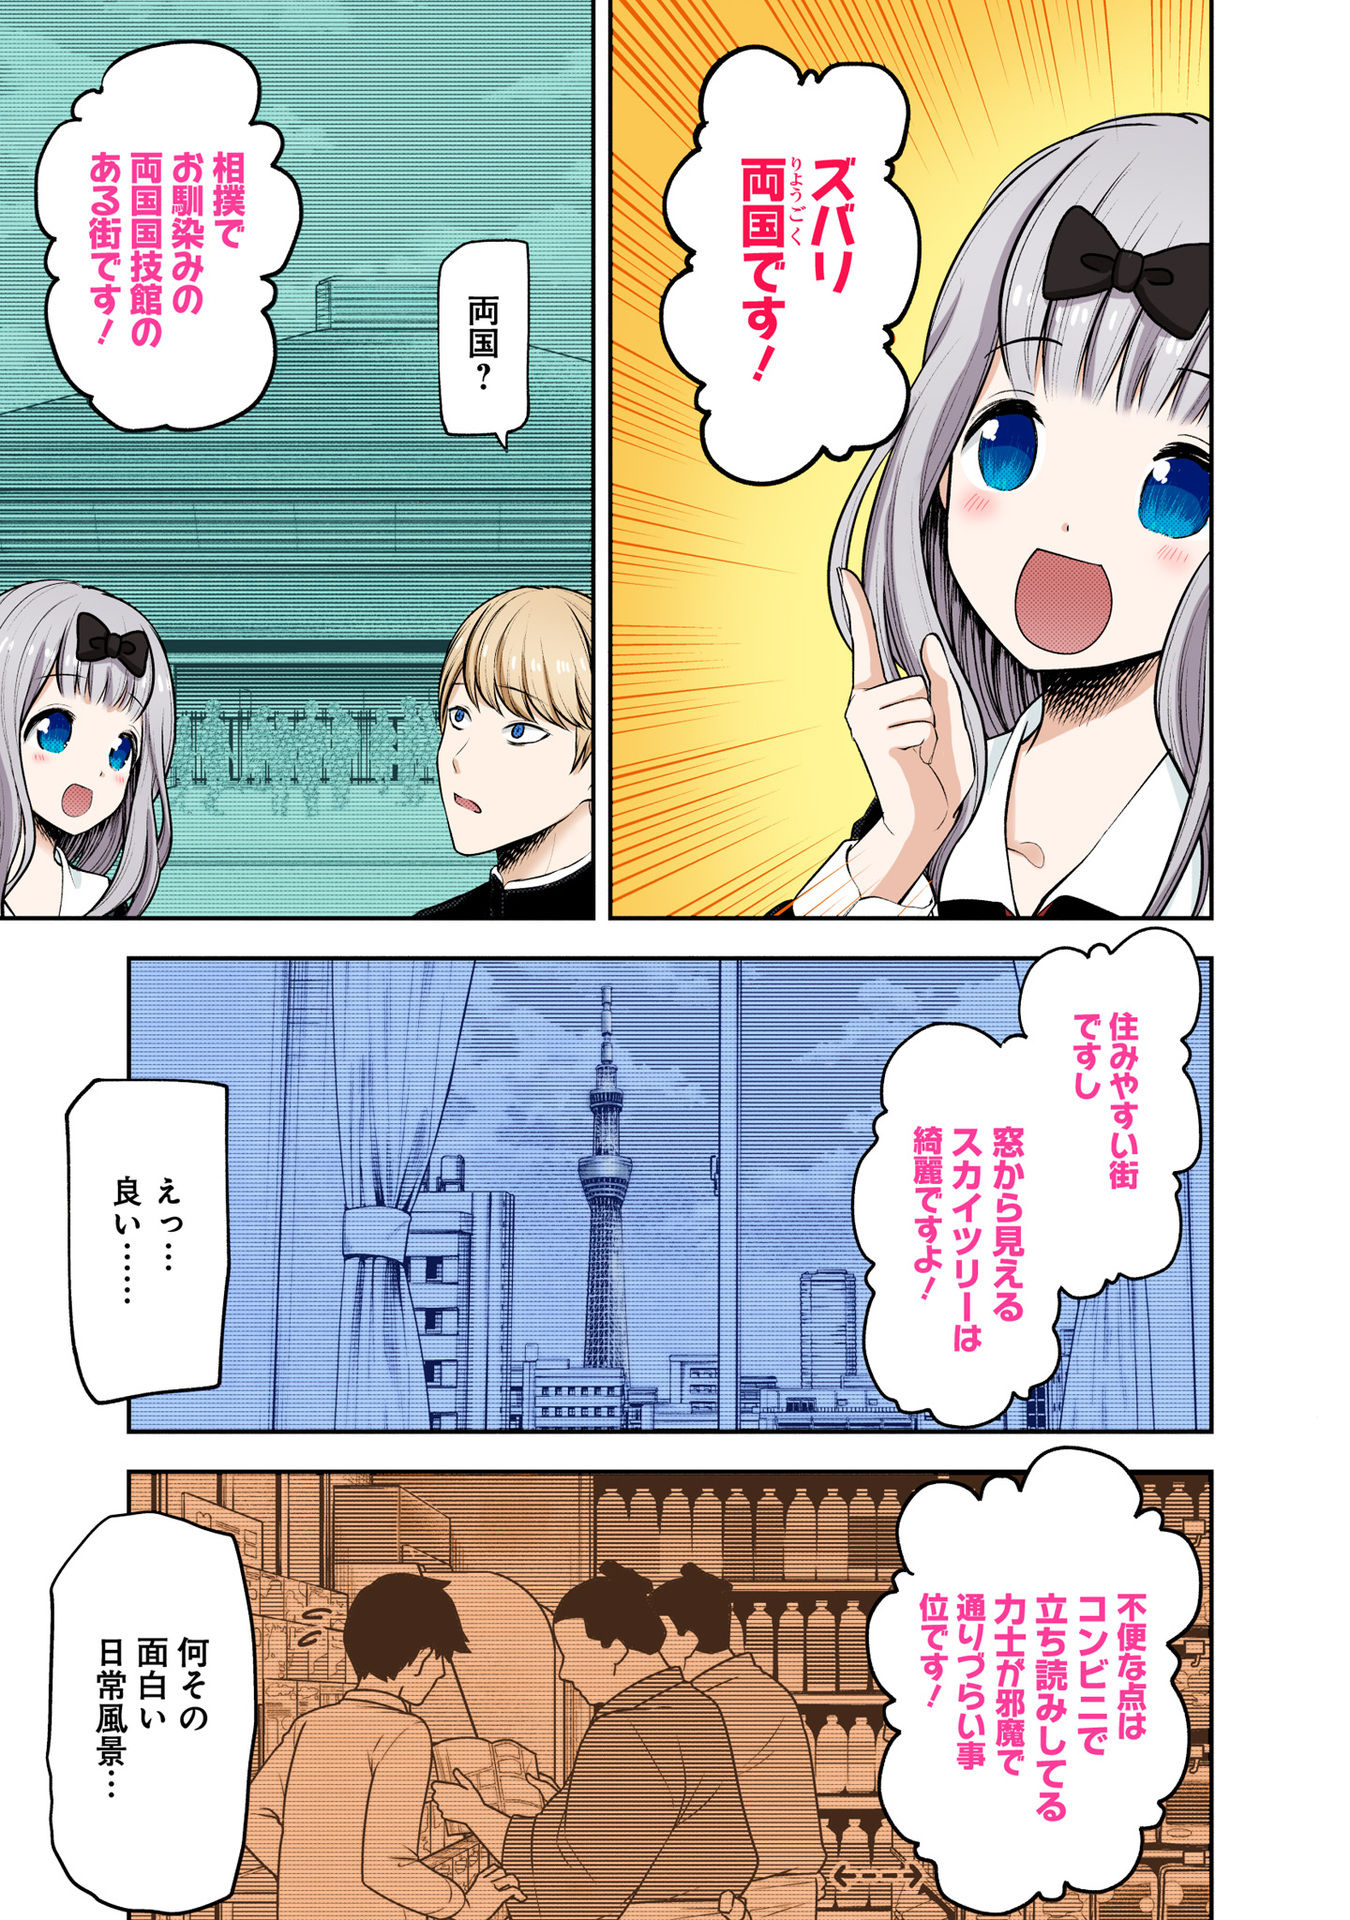 ズバリ
両国です！
りょうごく
両国？
相撲で
お馴染みの
両国国技館の
ある街です！
住みやすい街
ですし
窓から見える
スカイツリーは
綺麗ですよ！
えっ…
良い……
不便な点は
コンビニで
立ち読みしてる
力士が邪魔で
通りづらい事
位です！
何その
面白い
日常風景…